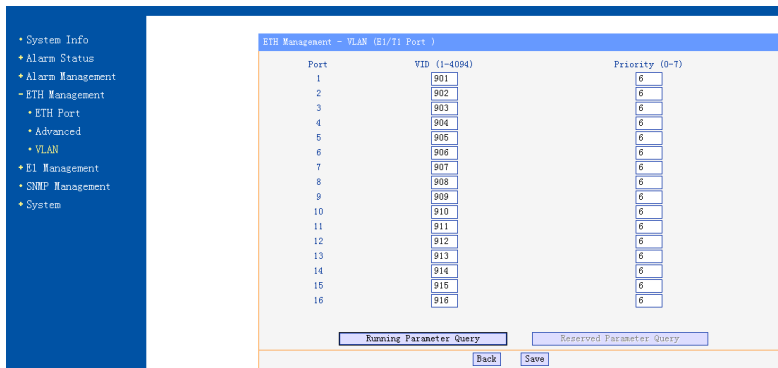 System Info
Alarm Status
Alarm Management
ETH Management
ETH Port
Advanced
VLAN
E1 Management
SNMP Management
System
ETH Management - VLAN (E1/T1 Port )
Port VID (1-4094) Priority (0-7)
1 901 6
2 902 6
3 903 6
4 904 6
5 905 6
6 906 6
7 907 6
8 908 6
9 909 6
10 910 6
11 911 6
12 912 6
13 913 6
14 914 6
15 915 6
16 916 6
Running Parameter Query Reserved Parameter Query
Back Save